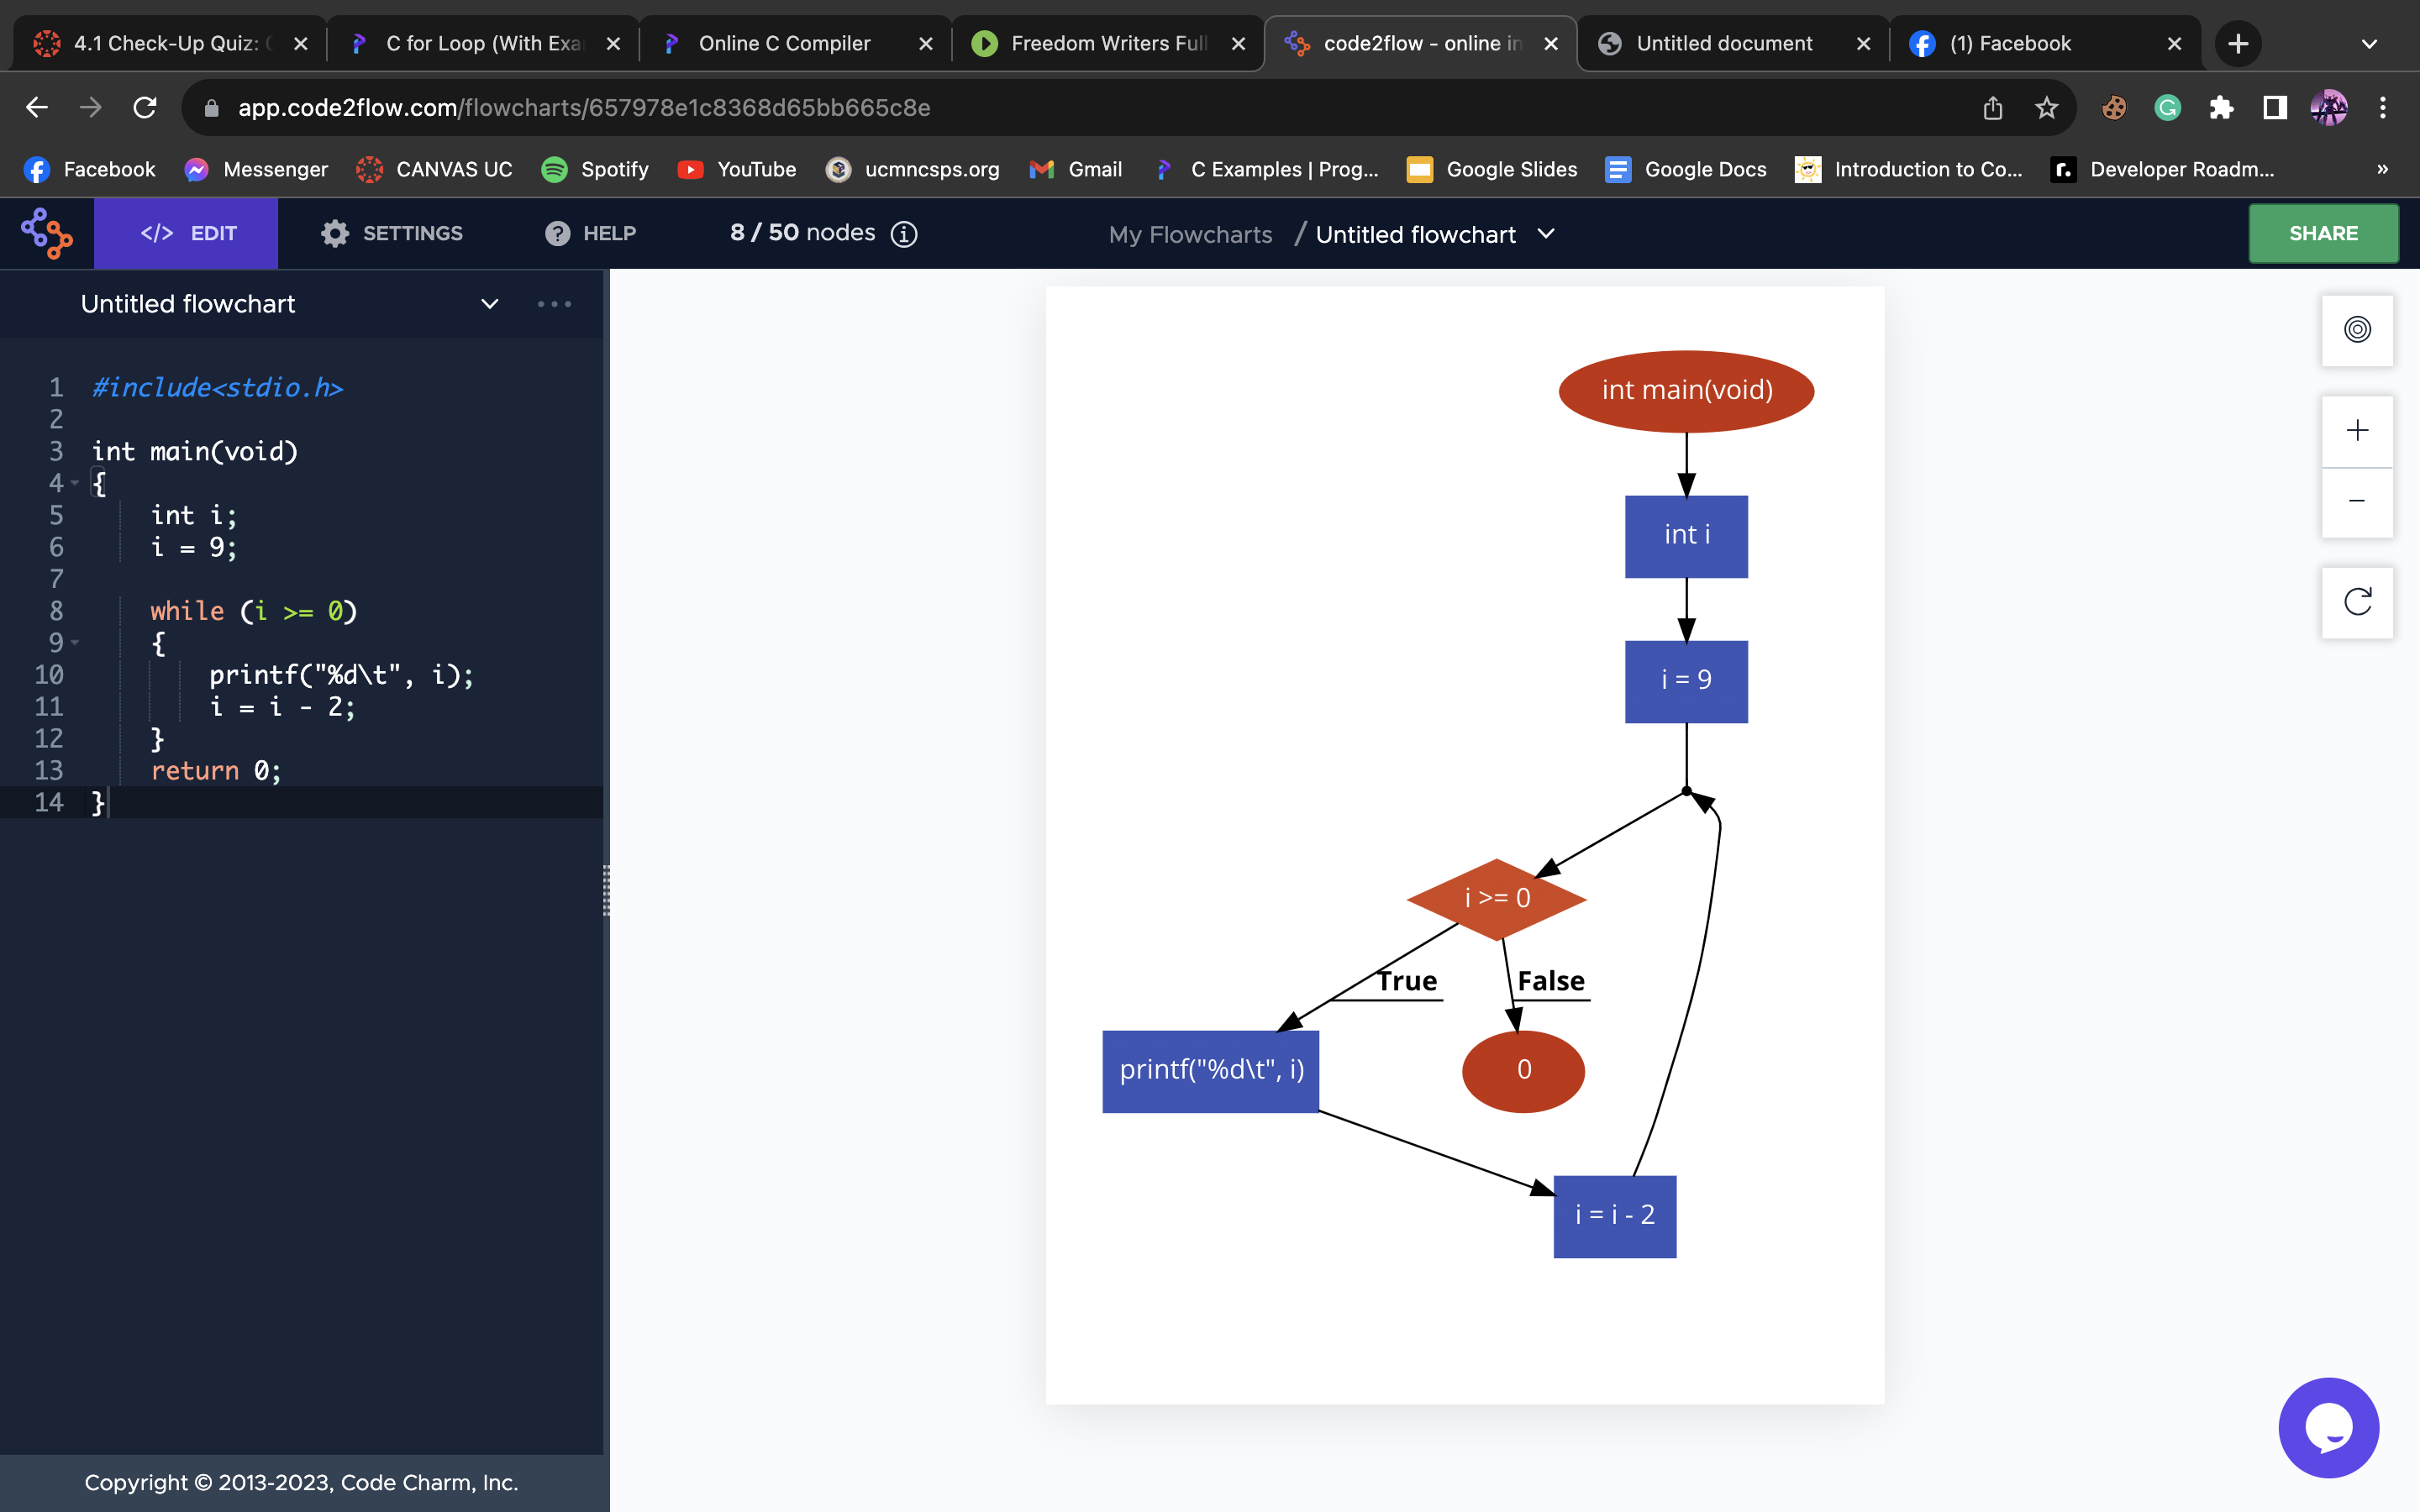 4.1 Check-Up Quiz:
C for Loop (With Exa
Online C Compiler
Freedom Writers Full
code2flow - online in
Untitled document
(1) Facebook
app.code2flow.com/flowcharts/657978e1c8368d65bb665c8e
Facebook
Messenger
CANVAS UC
Spotify
YouTube
ucmncsps.org
Gmail
C Examples | Prog...
Google Slides
Google Docs
Introduction to Co...
Developer Roadm...
»
</> EDIT
SETTINGS
HELP
8 / 50 nodes
My Flowcharts / Untitled flowchart
SHARE
Untitled flowchart
1 #include<stdio.h>
2
3 int main(void)
4 {
5 int i;
6 i = 9;
7
8 while (i >= 0)
9 {
10 printf("%d\t", i);
11 i = i - 2;
12 }
13 return 0;
14 }
int main(void)
int i
i = 9
i >= 0
True
False
printf("%d\t", i)
0
i = i - 2
Copyright © 2013-2023, Code Charm, Inc.